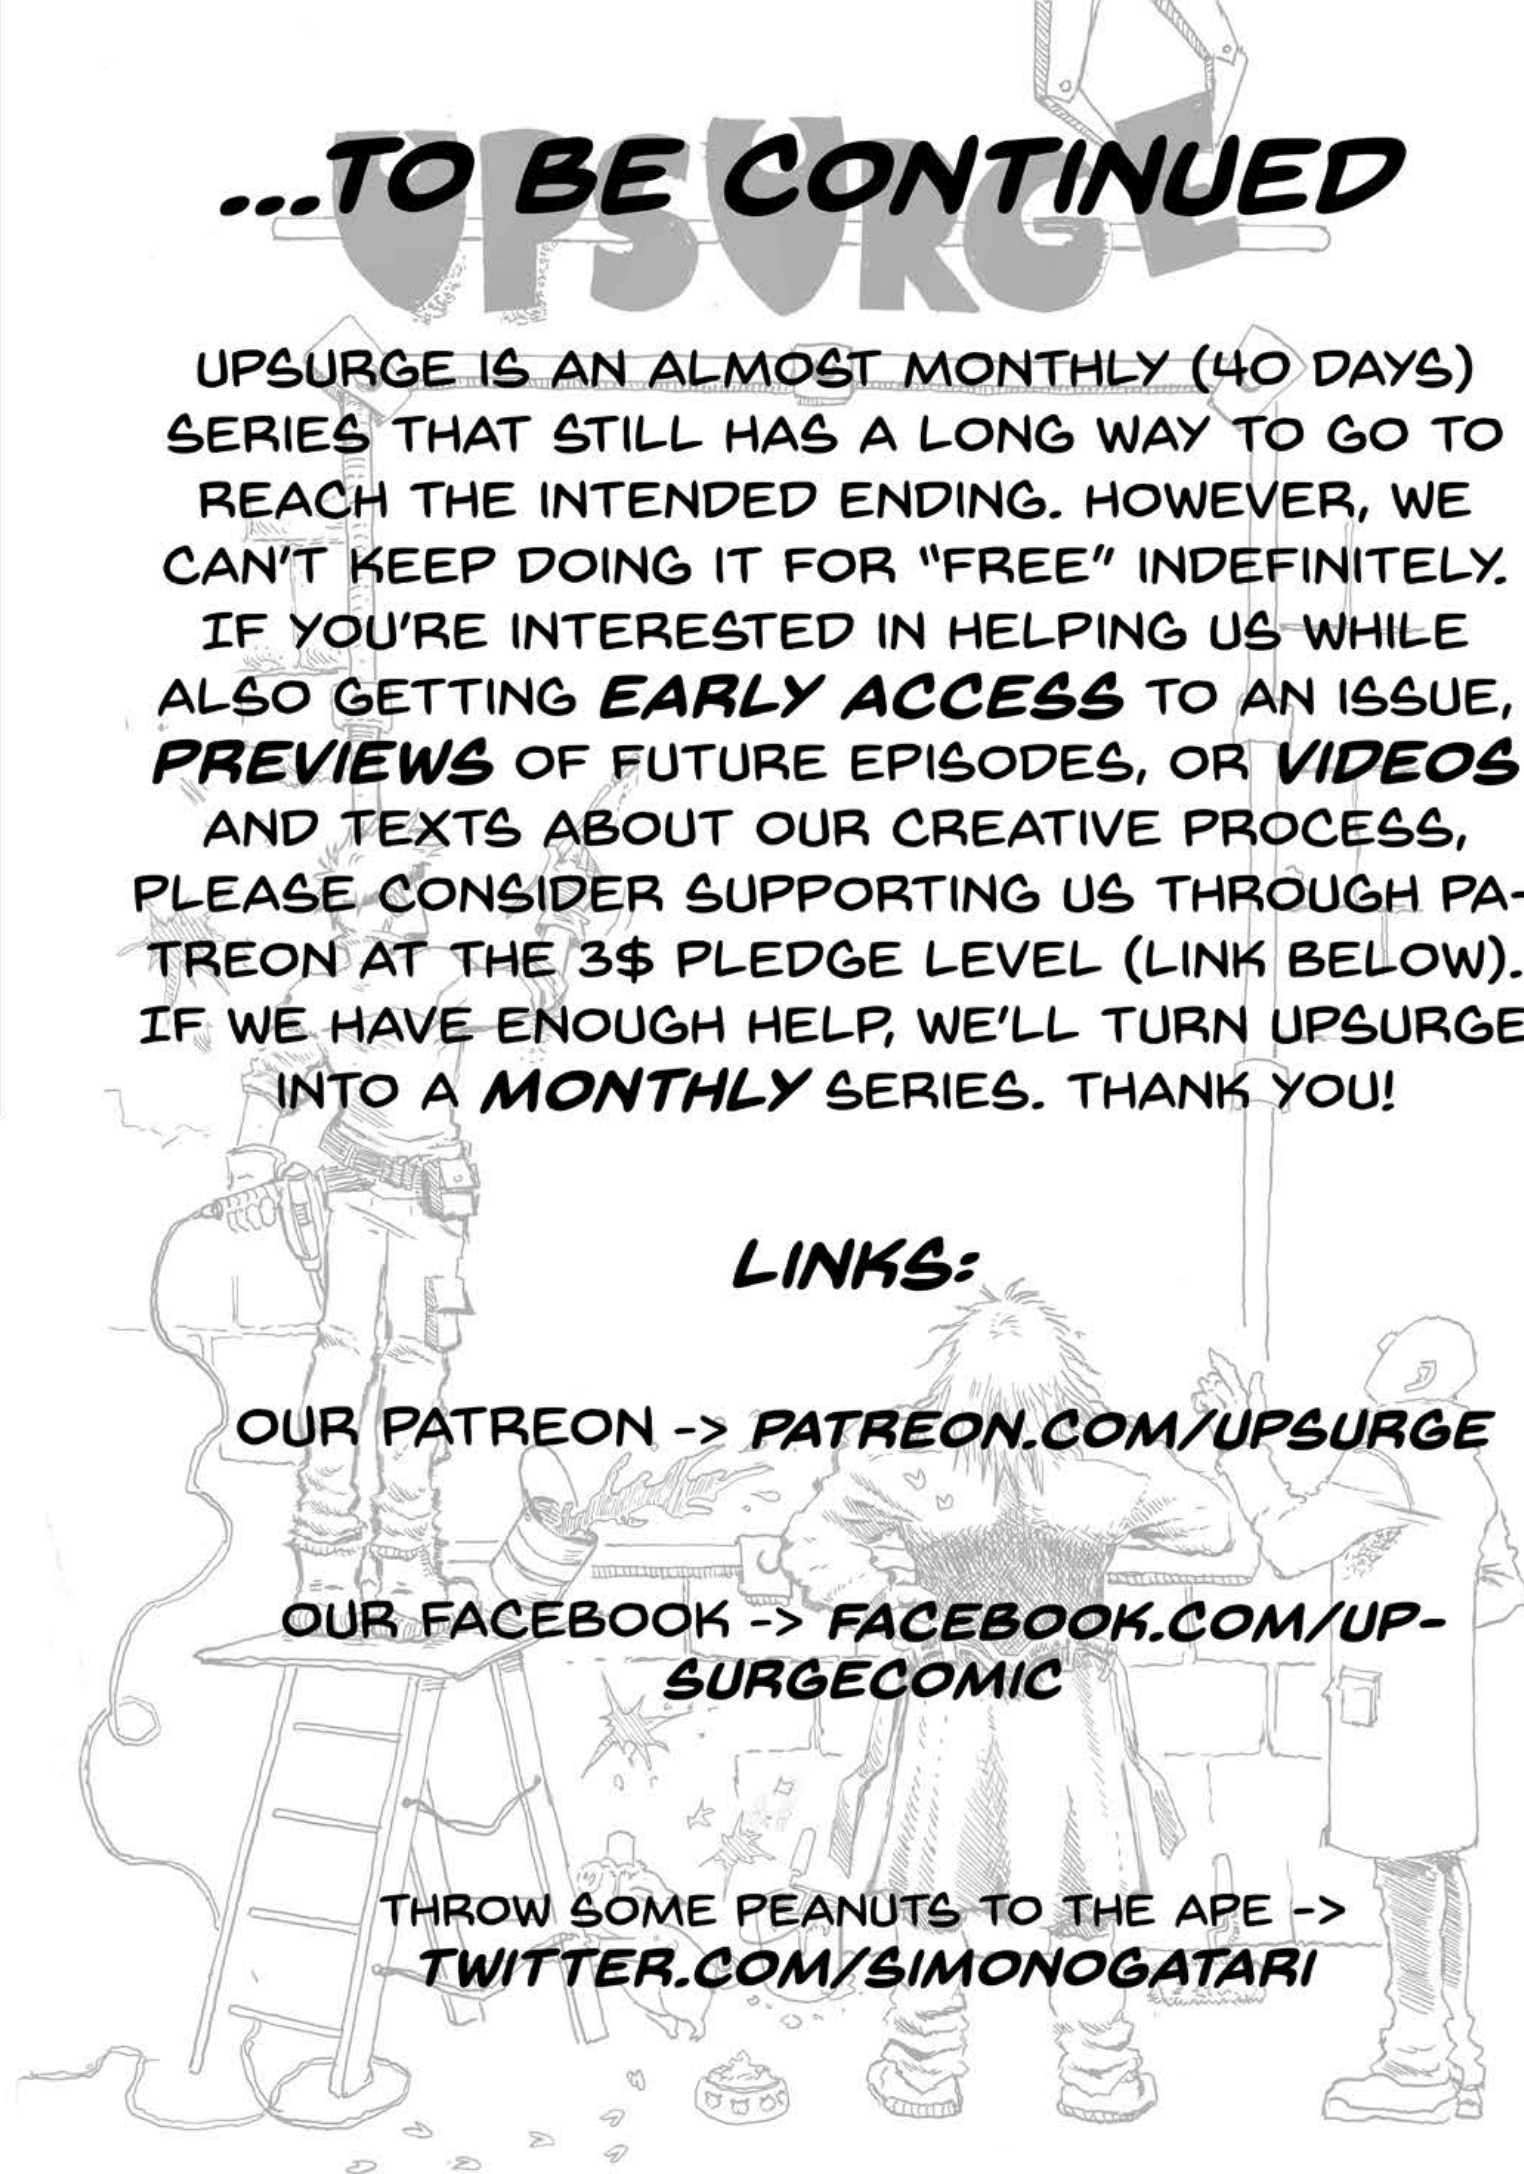 UPSURGE
...TO BE CONTINUED
UPSURGE IS AN ALMOST MONTHLY (40 DAYS)
SERIES THAT STILL HAS A LONG WAY TO GO TO
REACH THE INTENDED ENDING. HOWEVER, WE
CAN'T KEEP DOING IT FOR "FREE" INDEFINITELY.
IF YOU'RE INTERESTED IN HELPING US WHILE
ALSO GETTING EARLY ACCESS TO AN ISSUE,
PREVIEWS OF FUTURE EPISODES, OR VIDEOS
AND TEXTS ABOUT OUR CREATIVE PROCESS,
PLEASE CONSIDER SUPPORTING US THROUGH PA-
TREON AT THE 3$ PLEDGE LEVEL (LINK BELOW).
IF WE HAVE ENOUGH HELP, WE'LL TURN UPSURGE
INTO A MONTHLY SERIES. THANK YOU!
LINKS:
OUR PATREON -> PATREON.COM/UPSURGE
OUR FACEBOOK -> FACEBOOK.COM/UP-
SURGECOMIC
THROW SOME PEANUTS TO THE APE ->
TWITTER.COM/SIMONOGATARI